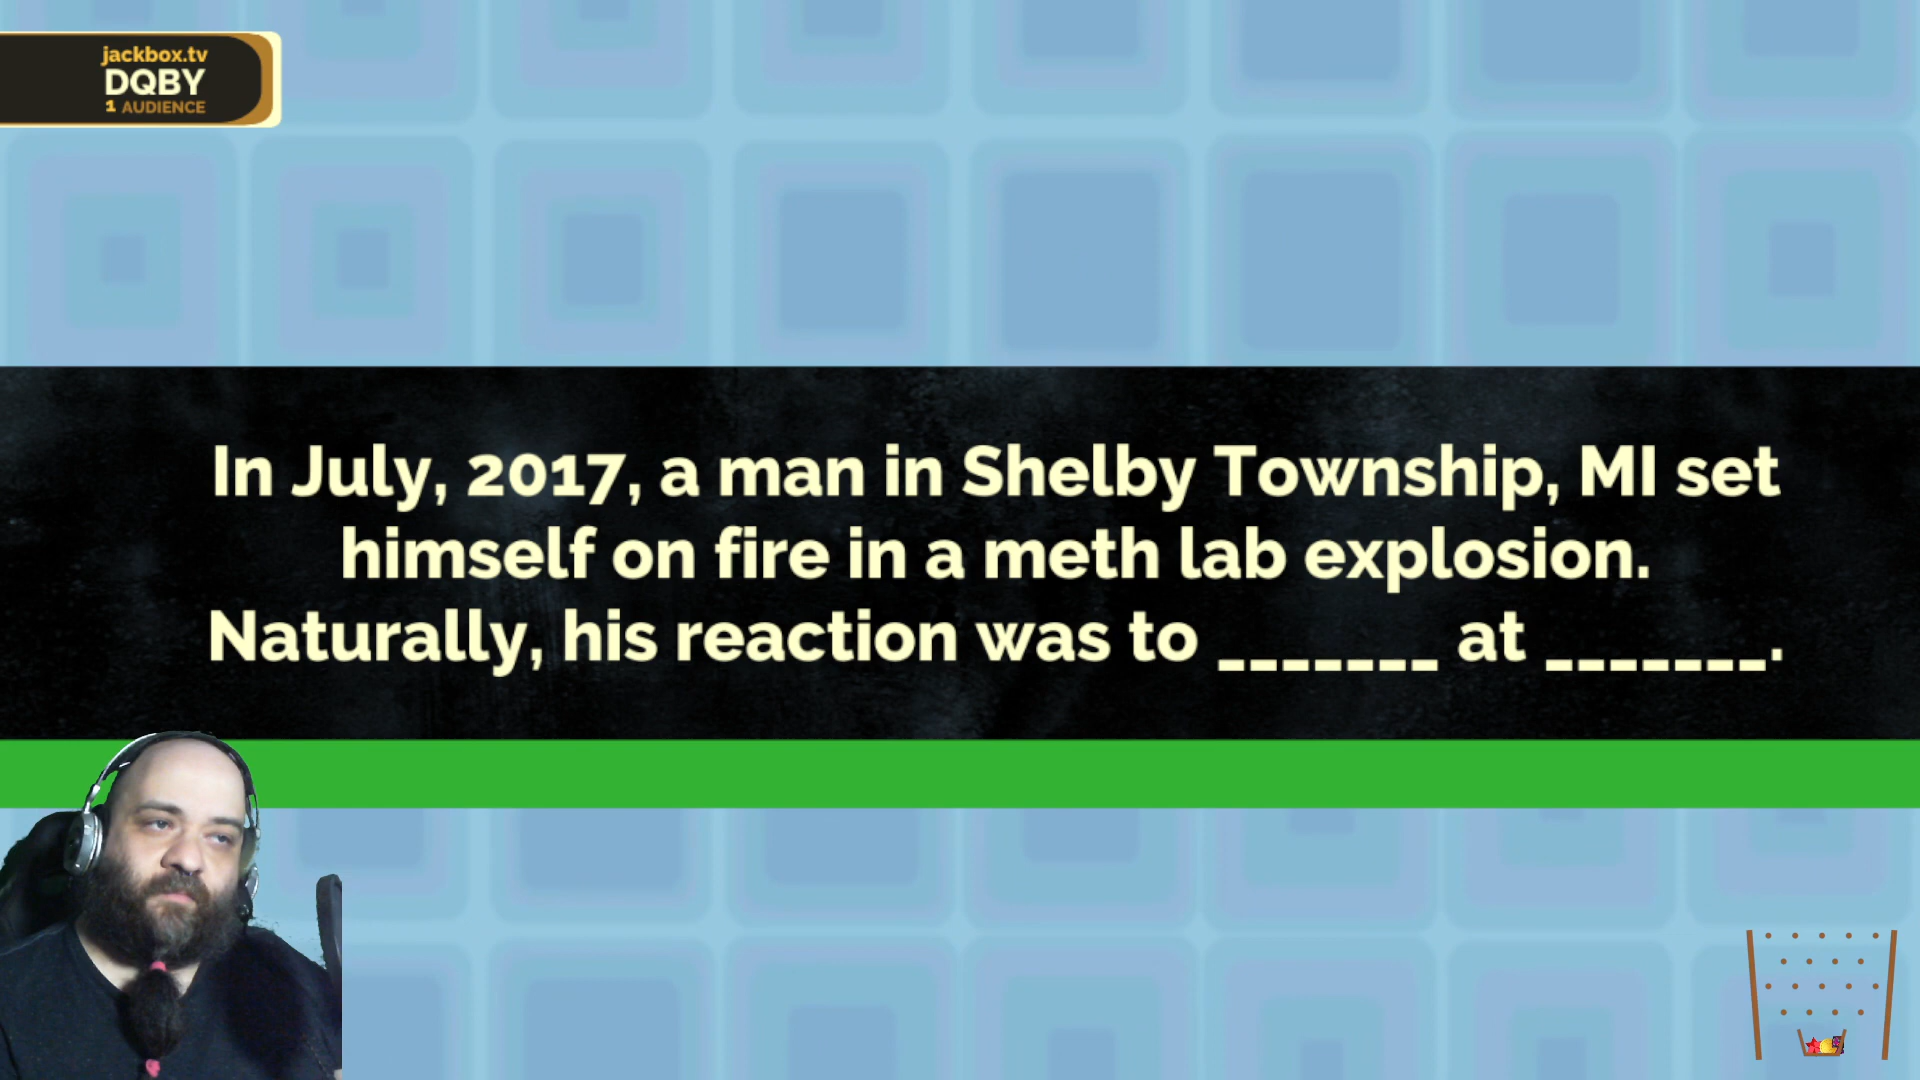 jackbox.tv
DQBY
1 AUDIENCE
In July, 2017, a man in Shelby Township, MI set
himself on fire in a meth lab explosion.
Naturally, his reaction was to _______ at _______.